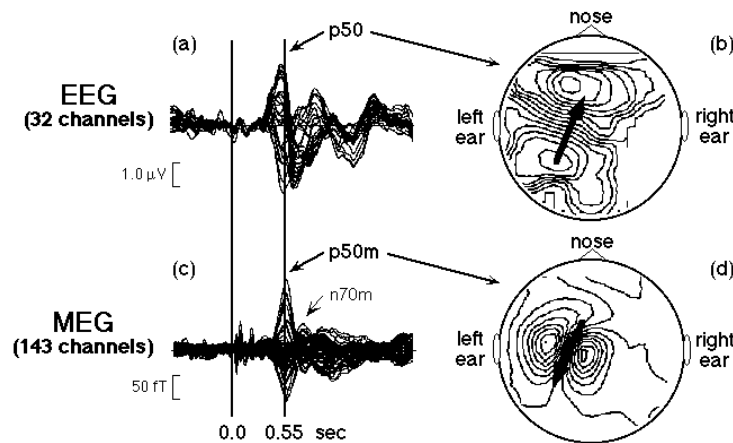 (a)
p50
nose
(b)
EEG
(32 channels)
left
ear
right
ear
1.0 µV
nose
(c)
p50m
(d)
n70m
MEG
(143 channels)
left
ear
right
ear
50 fT
0.0 0.55 sec